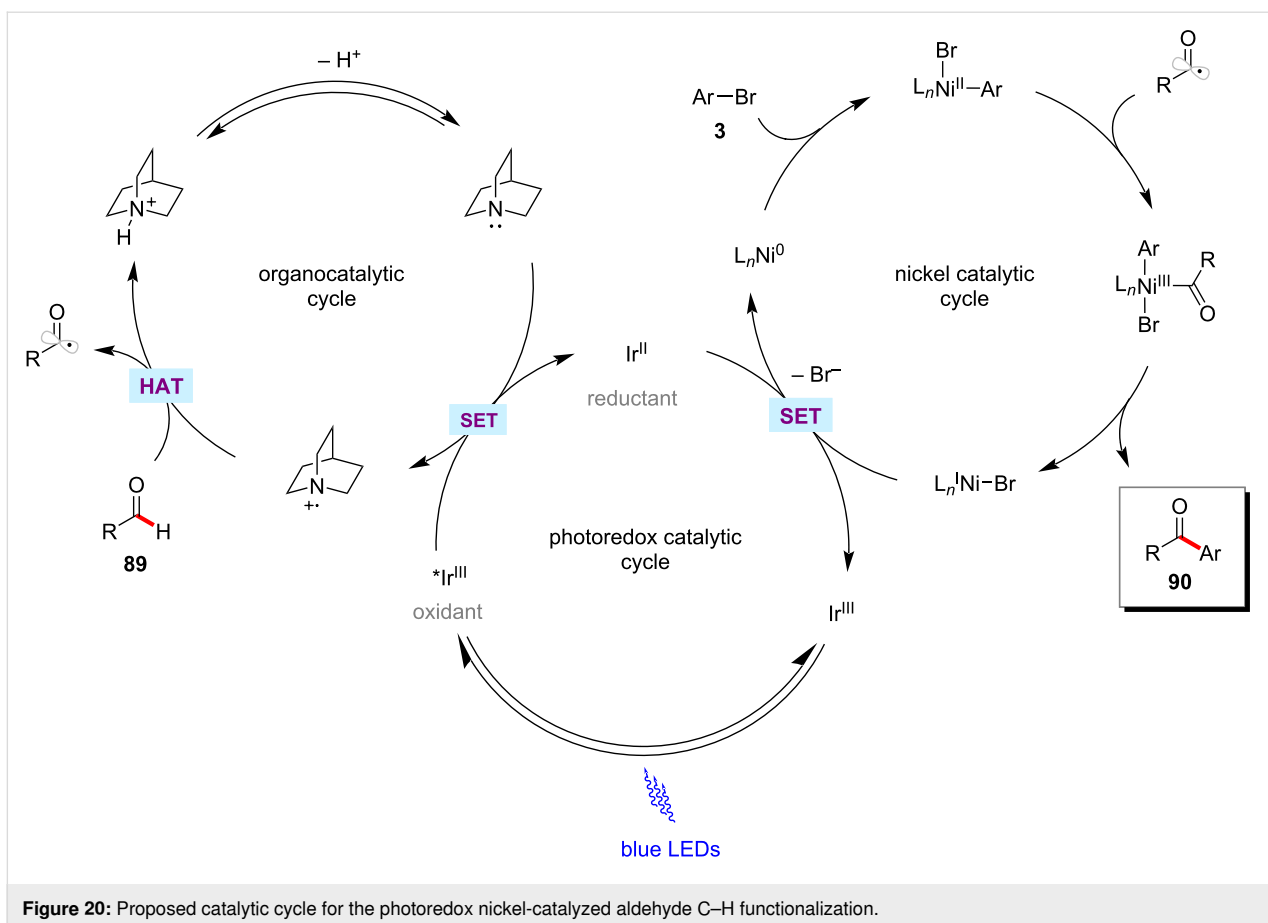 – H⁺
Br
LₙNiᴵᴵ–Ar
O
R
·
Ar–Br
3
N⁺
H
N
··
organocatalytic
cycle
LₙNi⁰
nickel catalytic
cycle
Ar
LₙNiᴵᴵᴵ
Br
R
O
O
R
·
HAT
Irᴵᴵ
reductant
– Br⁻
SET
SET
N
+·
LₙᴵNi–Br
O
R
H
89
photoredox catalytic
cycle
*Irᴵᴵᴵ
oxidant
Irᴵᴵᴵ
O
R
Ar
90
blue LEDs
Figure 20: Proposed catalytic cycle for the photoredox nickel-catalyzed aldehyde C–H functionalization.